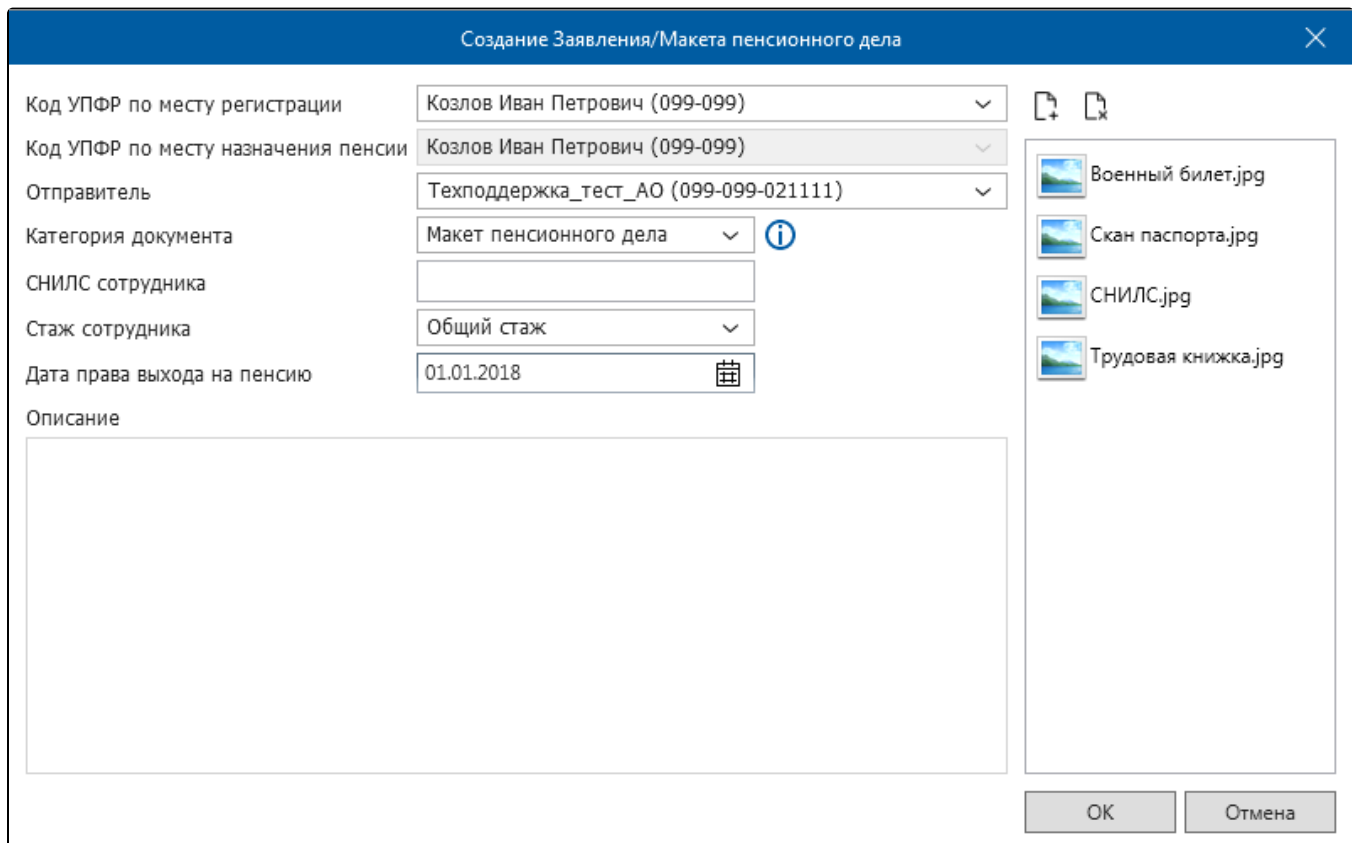 Создание Заявления/Макета пенсионного дела
Код УПФР по месту регистрации
Козлов Иван Петрович (099-099)
Код УПФР по месту назначения пенсии
Козлов Иван Петрович (099-099)
Отправитель
Техподдержка_тест_АО (099-099-021111)
Категория документа
Макет пенсионного дела
СНИЛС сотрудника
Стаж сотрудника
Общий стаж
Дата права выхода на пенсию
01.01.2018
Описание
Военный билет.jpg
Скан паспорта.jpg
СНИЛС.jpg
Трудовая книжка.jpg
ОК
Отмена